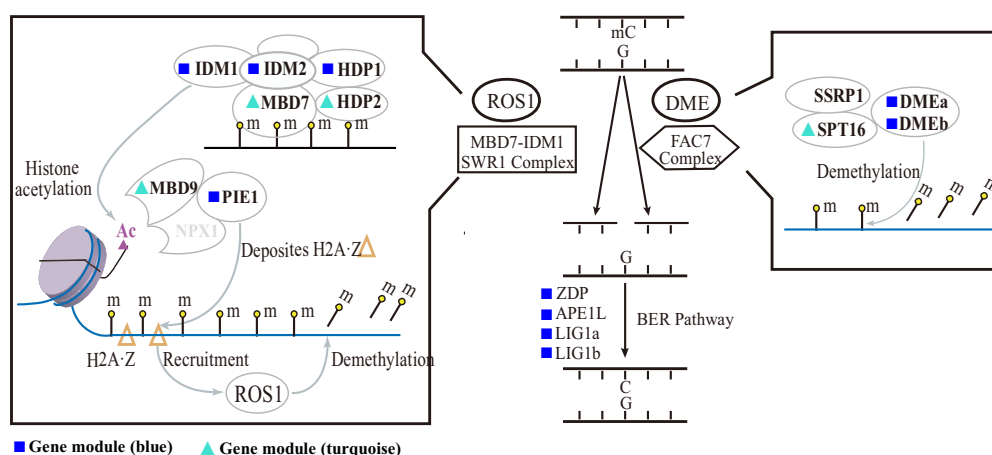 IDM1
IDM2
HDP1
MBD7
HDP2
m m m m
Histone
acetylation
MBD9
PIE1
NPX1
Ac
Deposites H2A·Z
m m m m m m m m m
H2A·Z
Recruitment
Demethylation
ROS1
ROS1
MBD7-IDM1
SWR1 Complex
mC
G
DME
FAC7
Complex
SSRP1
SPT16
DMEa
DMEb
Demethylation
m m m m m
G
ZDP
APE1L
LIG1a
LIG1b
BER Pathway
C
G
Gene module (blue)
Gene module (turquoise)